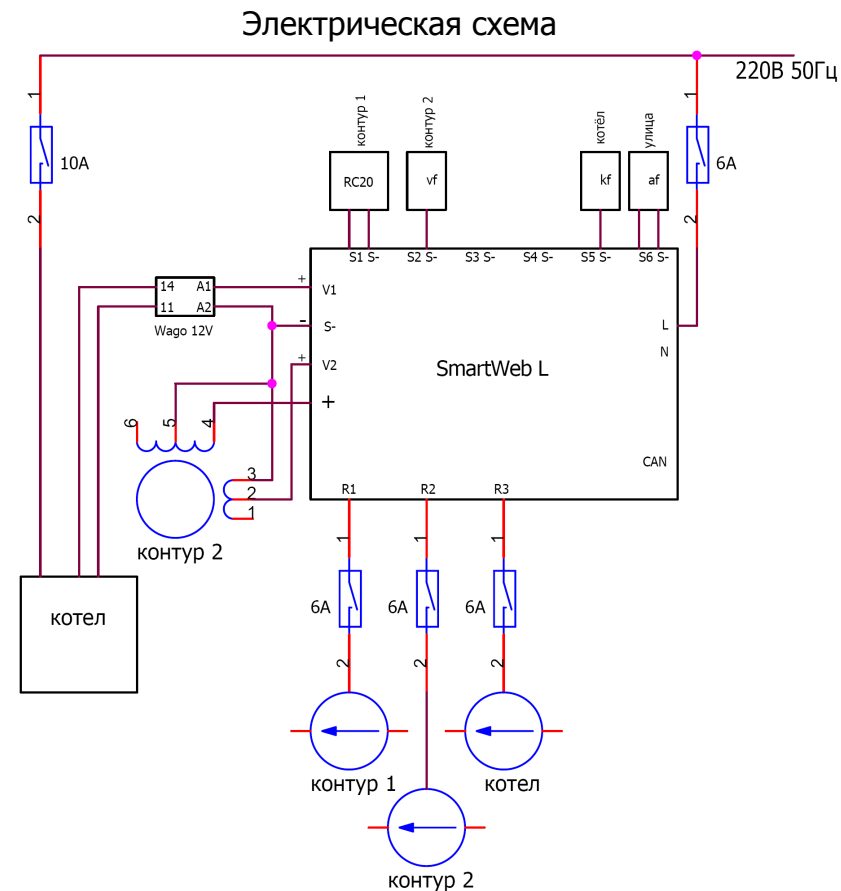 Электрическая схема
220В 50Гц
1
1
контур 1
контур 2
котёл
улица
10А
6А
RC20
vf
kf
af
2
2
S1 S-
S2 S-
S3 S-
S4 S-
S5 S-
S6 S-
14 A1
+
V1
11 A2
Wago 12V
-
S-
L
N
+
V2
SmartWeb L
+
6
5
4
3
2
1
CAN
R1
R2
R3
контур 2
1
1
1
6А
6А
6А
котел
2
2
2
контур 1
котел
контур 2